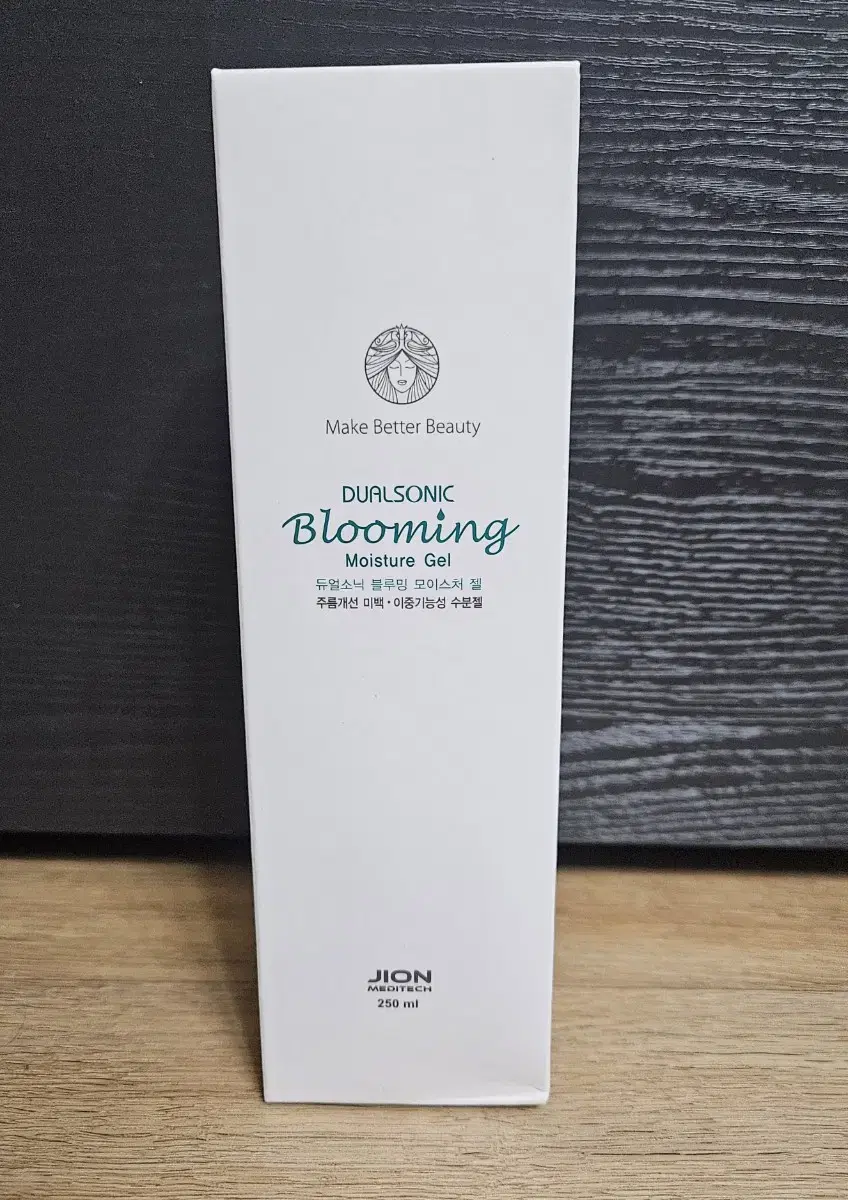 Make Better Beauty
DUALSONIC
Blooming
Moisture Gel
듀얼소닉 블루밍 모이스처 젤
주름개선 미백 • 이중기능성 수분젤
JION
MEDITECH
250 ml